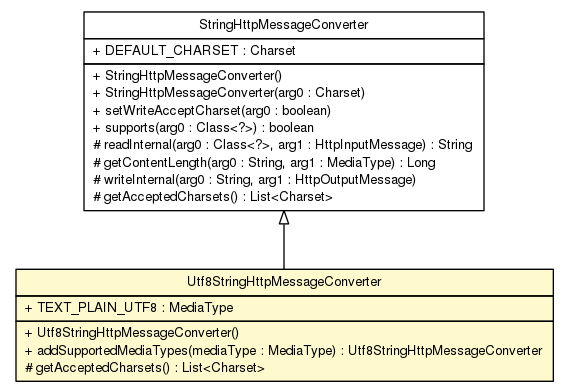 StringHttpMessageConverter
+ DEFAULT_CHARSET : Charset
+ StringHttpMessageConverter()
+ StringHttpMessageConverter(arg0 : Charset)
+ setWriteAcceptCharset(arg0 : boolean)
+ supports(arg0 : Class<?>) : boolean
# readInternal(arg0 : Class<?>, arg1 : HttpInputMessage) : String
# getContentLength(arg0 : String, arg1 : MediaType) : Long
# writeInternal(arg0 : String, arg1 : HttpOutputMessage)
# getAcceptedCharsets() : List<Charset>
Utf8StringHttpMessageConverter
+ TEXT_PLAIN_UTF8 : MediaType
+ Utf8StringHttpMessageConverter()
+ addSupportedMediaTypes(mediaType : MediaType) : Utf8StringHttpMessageConverter
# getAcceptedCharsets() : List<Charset>